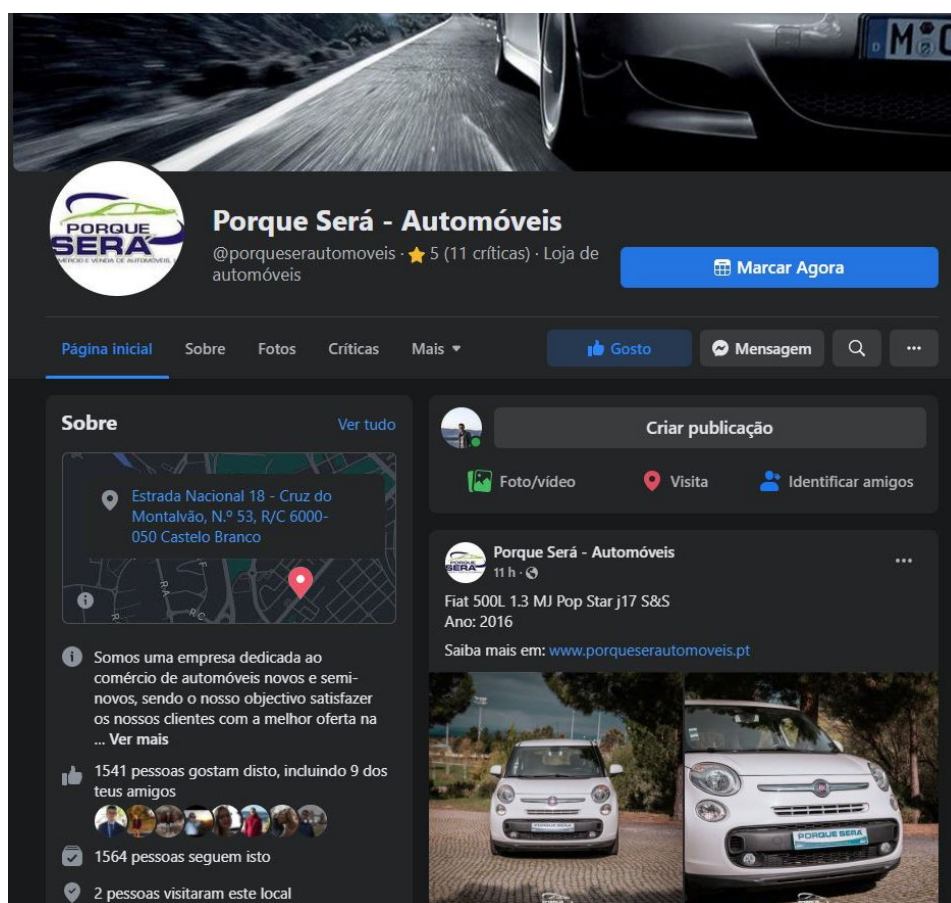 M
PORQUE
SERÁ
Porque Será - Automóveis
@porqueserautomoveis · 5 (11 críticas) · Loja de
automóveis
Marcar Agora
Página inicial
Sobre
Fotos
Críticas
Mais
Gosto
Mensagem
...
Sobre
Ver tudo
Estrada Nacional 18 - Cruz do
Montalvão, N.º 53, R/C 6000-
050 Castelo Branco
Somos uma empresa dedicada ao
comércio de automóveis novos e semi-
novos, sendo o nosso objectivo satisfazer
os nossos clientes com a melhor oferta na
... Ver mais
1541 pessoas gostam disto, incluindo 9 dos
teus amigos
1564 pessoas seguem isto
2 pessoas visitaram este local
Criar publicação
Foto/vídeo
Visita
Identificar amigos
Porque Será - Automóveis
11 h ·
...
Fiat 500L 1.3 MJ Pop Star j17 S&S
Ano: 2016
Saiba mais em: www.porqueserautomoveis.pt
PORQUE SERÁ